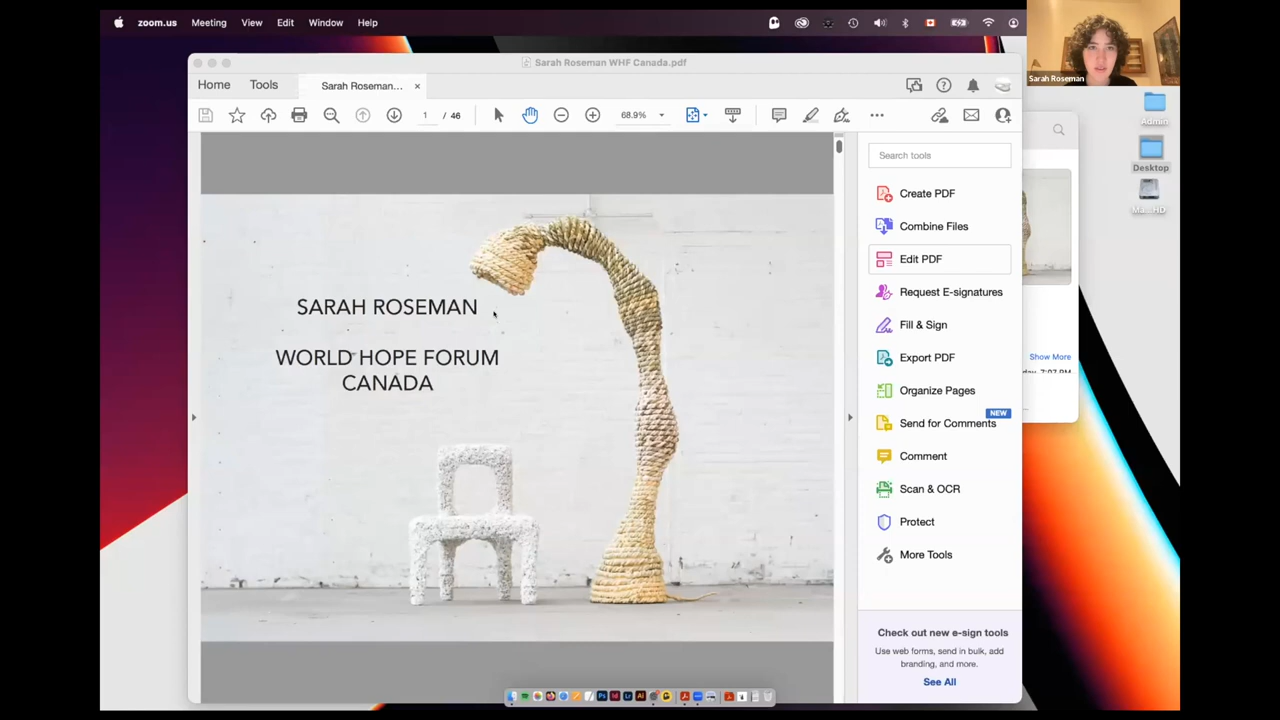 zoom.us Meeting View Edit Window Help
Sarah Roseman WHF Canada.pdf
Home Tools Sarah Roseman... ×
1 / 46 68.9%
SARAH ROSEMAN
WORLD HOPE FORUM
CANADA
Search tools
Create PDF
Combine Files
Edit PDF
Request E-signatures
Fill & Sign
Export PDF
Organize Pages
NEW
Send for Comments
Comment
Scan & OCR
Protect
More Tools
Check out new e-sign tools
Use web forms, send in bulk, add
branding, and more.
See All
Sarah Roseman
Admin
Desktop
Ma...HD
Show More